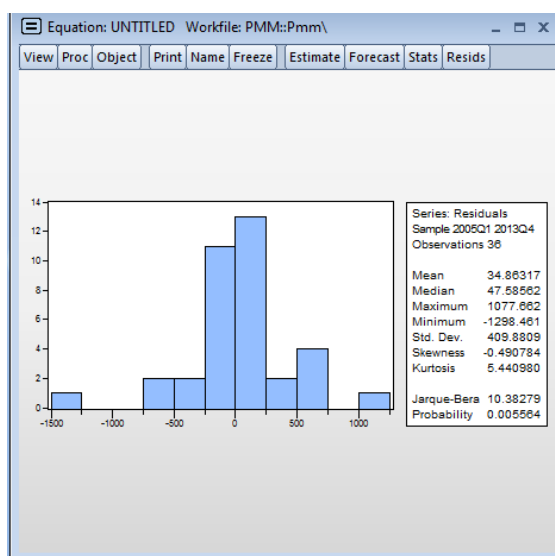 Equation: UNTITLED Workfile: PMM::Pmm\
View Proc Object Print Name Freeze Estimate Forecast Stats Resids
14
12
10
8
6
4
2
0
-1500 -1000 -500 0 500 1000
Series: Residuals
Sample 2005Q1 2013Q4
Observations 36
Mean 34.86317
Median 47.58562
Maximum 1077.662
Minimum -1298.461
Std. Dev. 409.8809
Skewness -0.490784
Kurtosis 5.440980
Jarque-Bera 10.38279
Probability 0.005564